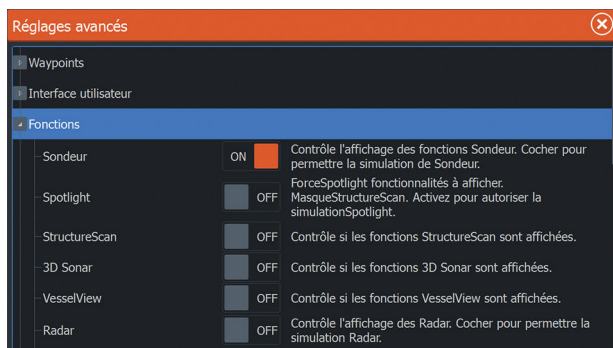 Réglages avancés
Waypoints
Interface utilisateur
Fonctions
Sondeur ON Contrôle l'affichage des fonctions Sondeur. Cocher pour
permettre la simulation de Sondeur.
Spotlight OFF ForceSpotlight fonctionnalités à afficher.
MasqueStructureScan. Activez pour autoriser la
simulationSpotlight.
StructureScan OFF Contrôle si les fonctions StructureScan sont affichées.
3D Sonar OFF Contrôle si les fonctions 3D Sonar sont affichées.
VesselView OFF Contrôle si les fonctions VesselView sont affichées.
Radar OFF Contrôle l'affichage des Radar. Cocher pour permettre la
simulation Radar.